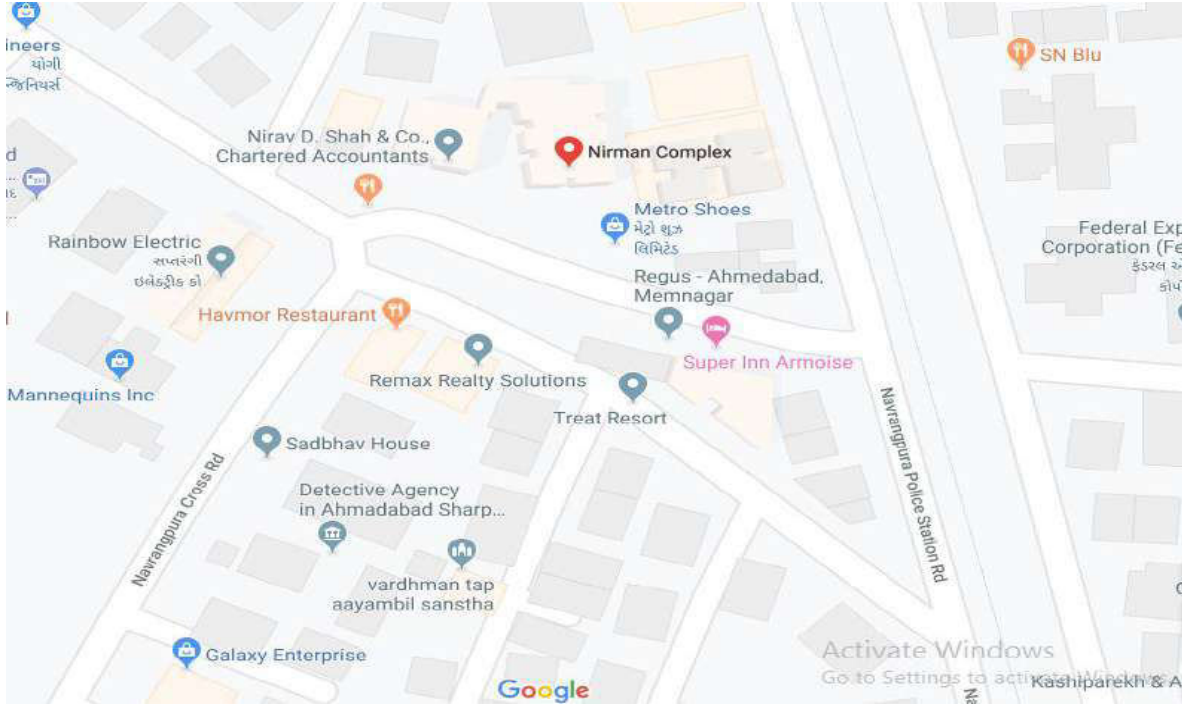 ineers
યોગી
ન્જિનિયર્સ
SN Blu
Nirav D. Shah & Co.,
Chartered Accountants
Nirman Complex
d
Metro Shoes
મેટ્રો શૂઝ
લિમિટેડ
Federal Exp
Corporation (Fe
ફેડરલ એ
કોર્પો
Rainbow Electric
સપ્તરંગી
ઇલેક્ટ્રીક કો
Regus - Ahmedabad,
Memnagar
Havmor Restaurant
Super Inn Armoise
Remax Realty Solutions
Mannequins Inc
Treat Resort
Navrangpura Police Station Rd
Sadbhav House
Navrangpura Cross Rd
Detective Agency
in Ahmadabad Sharp...
vardhman tap
aayambil sanstha
Galaxy Enterprise
Activate Windows
Go to Settings to activate Windows.
Kashiparekh & A
Na
Google